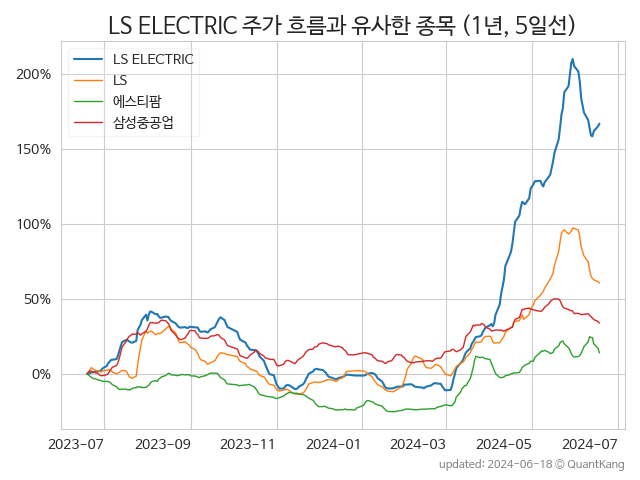 LS ELECTRIC 주가 흐름과 유사한 종목 (1년, 5일선)
LS ELECTRIC
LS
에스티팜
삼성중공업
200%
150%
100%
50%
0%
2023-07 2023-09 2023-11 2024-01 2024-03 2024-05 2024-07
updated: 2024-06-18 © QuantKang